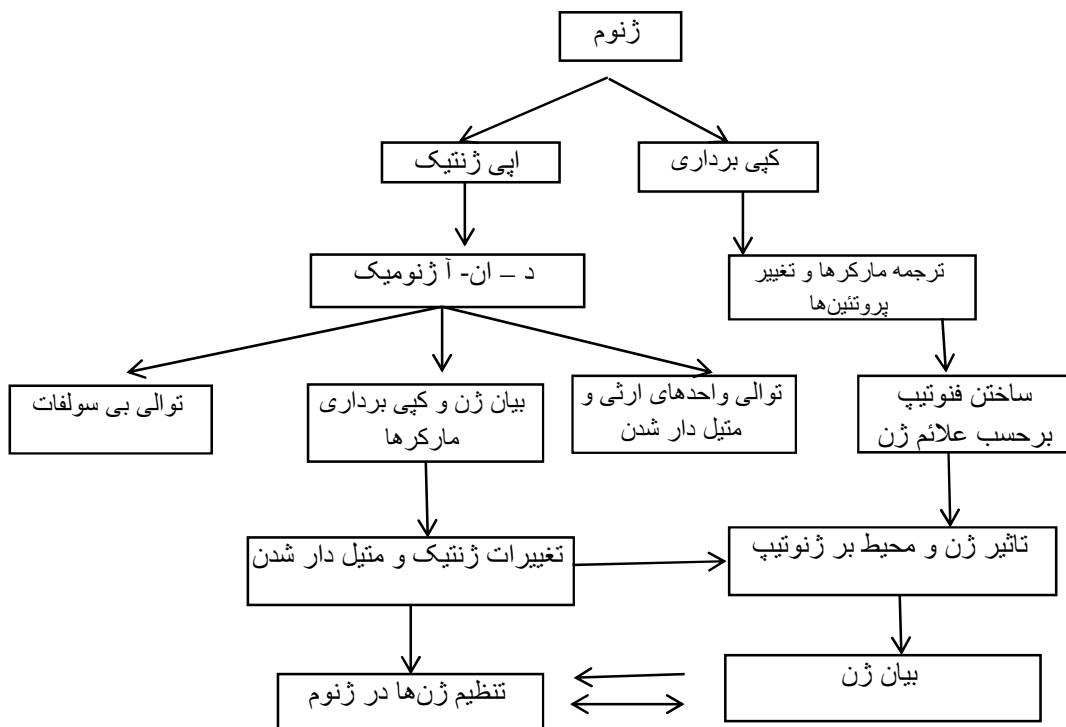 ژنوم
کپی برداری
اپی ژنتیک
د – ان- آ ژنومیک
ترجمه مارکرها و تغییر
پروتئین‌ها
ساختن فنوتیپ
برحسب علائم ژن
توالی واحدهای ارثی و
متیل دار شدن
بیان ژن و کپی برداری
مارکرها
توالی بی سولفات
تاثیر ژن و محیط بر ژنوتیپ
تغییرات ژنتیک و متیل دار شدن
بیان ژن
تنظیم ژن‌ها در ژنوم